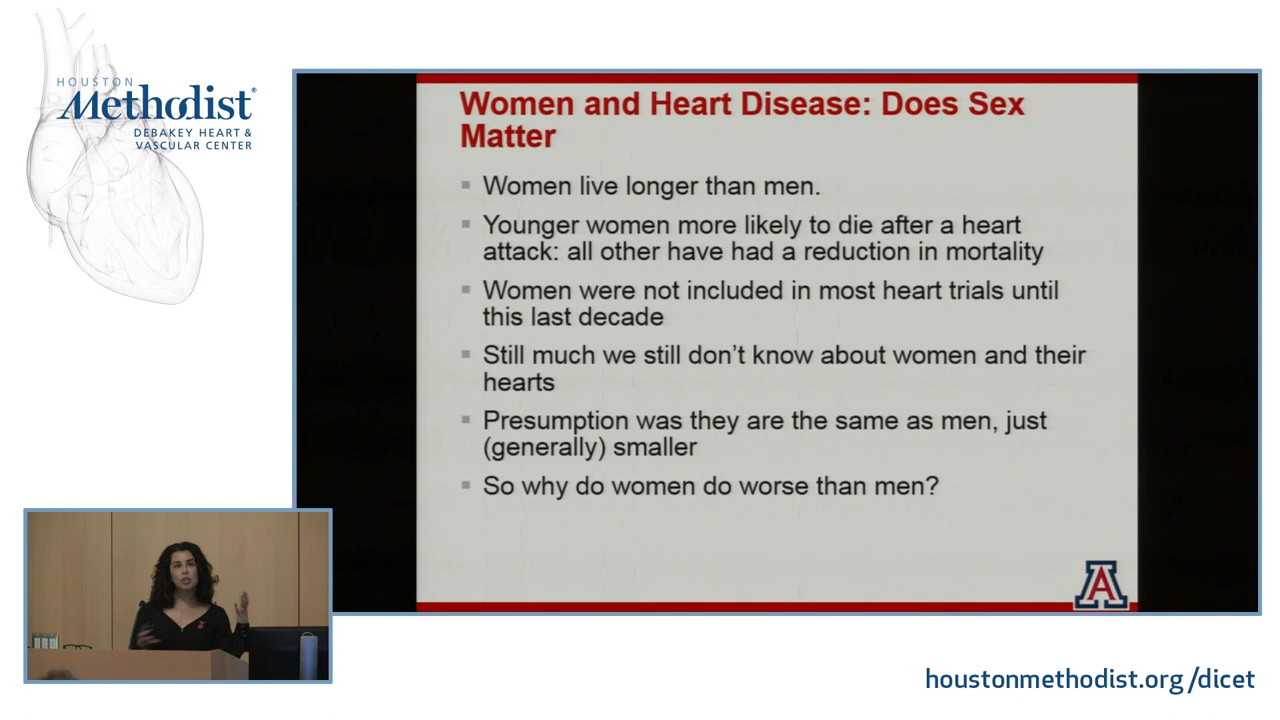 HOUSTON
Methodist®
DEBAKEY HEART &
VASCULAR CENTER
Women and Heart Disease: Does Sex
Matter
Women live longer than men.
Younger women more likely to die after a heart
attack: all other have had a reduction in mortality
Women were not included in most heart trials until
this last decade
Still much we still don't know about women and their
hearts
Presumption was they are the same as men, just
(generally) smaller
So why do women do worse than men?
A
houstonmethodist.org/dicet